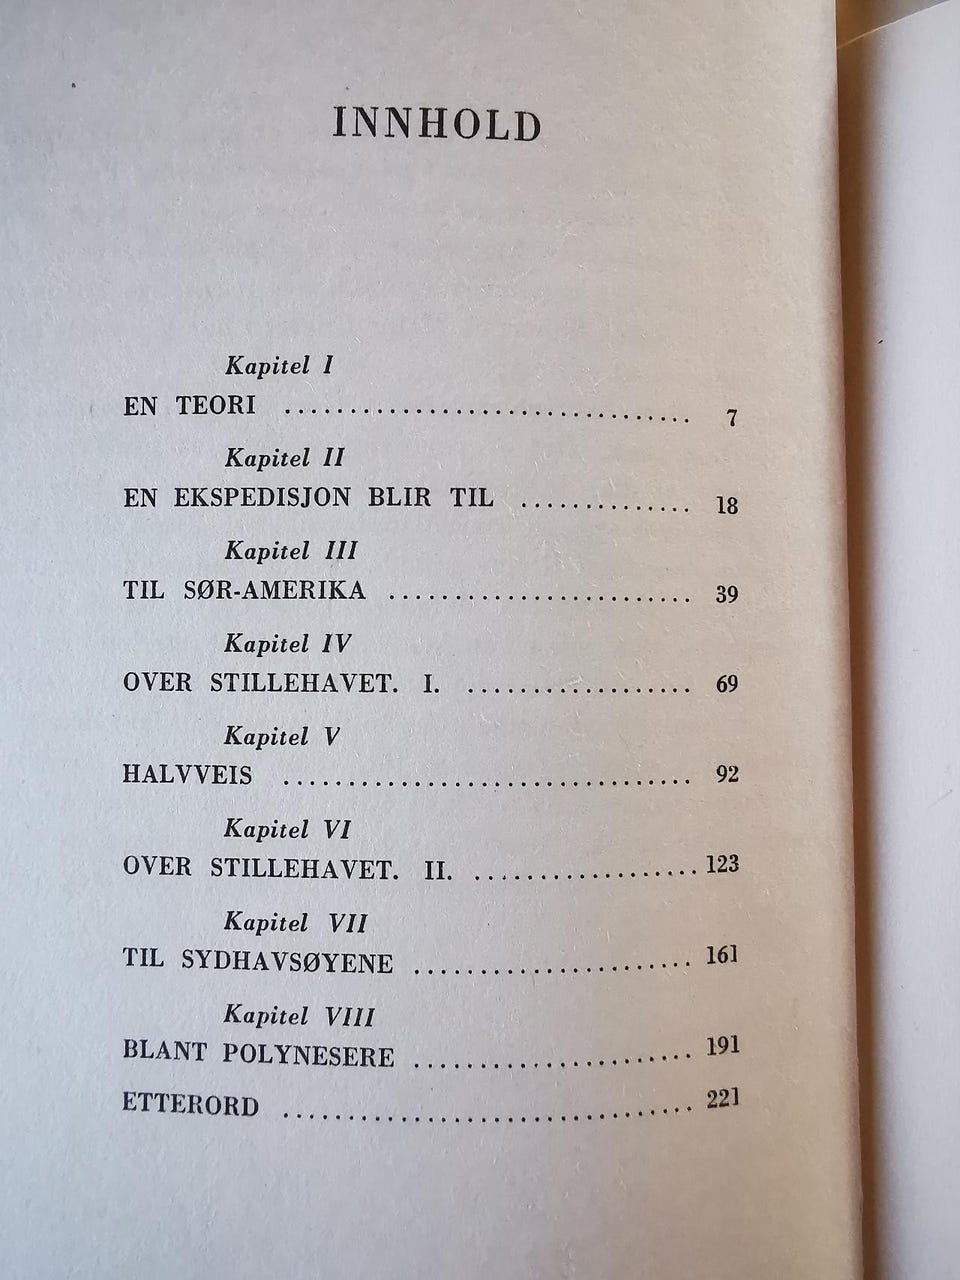 INNHOLD
Kapitel I
EN TEORI ................................ 7
Kapitel II
EN EKSPEDISJON BLIR TIL .............. 18
Kapitel III
TIL SØR-AMERIKA ........................ 39
Kapitel IV
OVER STILLEHAVET. I. .................. 69
Kapitel V
HALVVEIS ................................ 92
Kapitel VI
OVER STILLEHAVET. II. .................. 123
Kapitel VII
TIL SYDHAVSØYENE ...................... 161
Kapitel VIII
BLANT POLYNESERE ...................... 191
ETTERORD ................................ 221